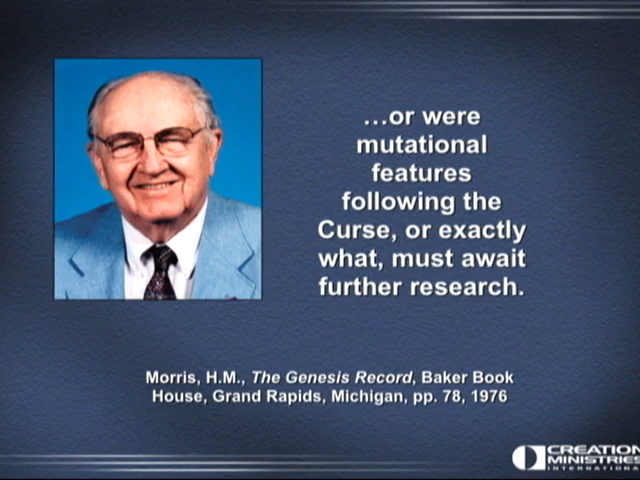 ...or were
mutational
features
following the
Curse, or exactly
what, must await
further research.
Morris, H.M., The Genesis Record, Baker Book
House, Grand Rapids, Michigan, pp. 78, 1976
CREATION
MINISTRIES
INTERNATIONAL